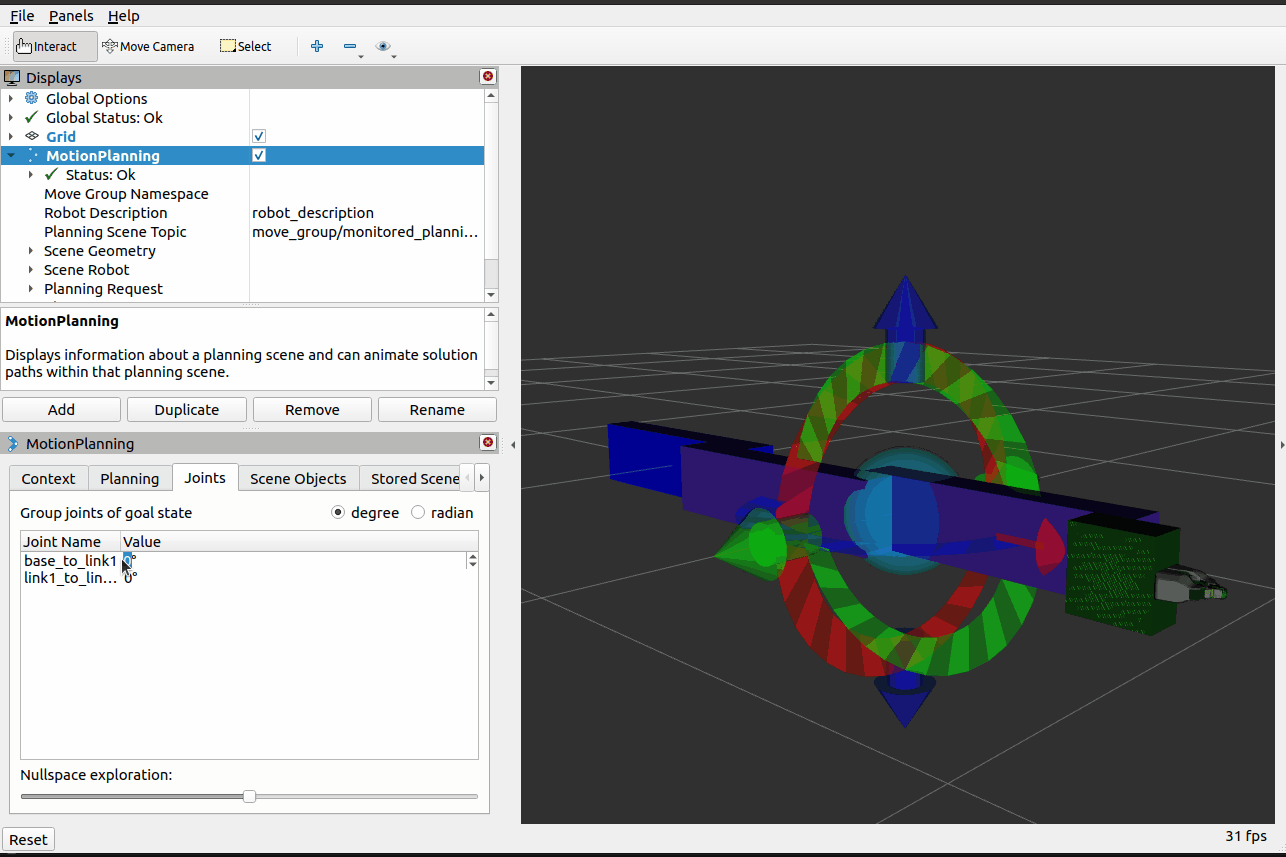 File Panels Help
Interact Move Camera Select
Displays
Global Options
Global Status: Ok
Grid
MotionPlanning
Status: Ok
Move Group Namespace
Robot Description robot_description
Planning Scene Topic move_group/monitored_planni...
Scene Geometry
Scene Robot
Planning Request
MotionPlanning
Displays information about a planning scene and can animate solution
paths within that planning scene.
Add Duplicate Remove Rename
MotionPlanning
Context Planning Joints Scene Objects Stored Scene
Group joints of goal state degree radian
Joint Name Value
base_to_link1 0°
link1_to_lin... 0°
Nullspace exploration:
Reset
31 fps